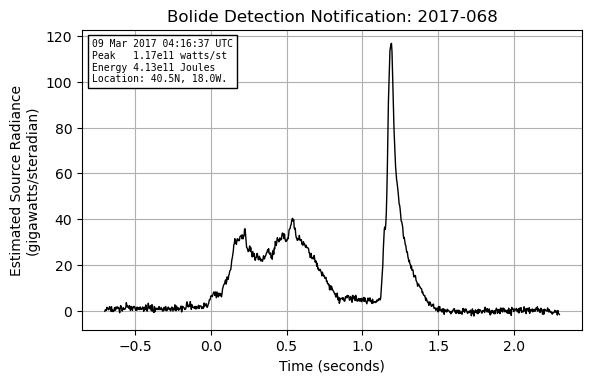 Bolide Detection Notification: 2017-068
09 Mar 2017 04:16:37 UTC
Peak   1.17e11 watts/st
Energy 4.13e11 Joules
Location: 40.5N, 18.0W.
Estimated Source Radiance
(gigawatts/steradian)
120
100
80
60
40
20
0
−0.5 0.0 0.5 1.0 1.5 2.0
Time (seconds)